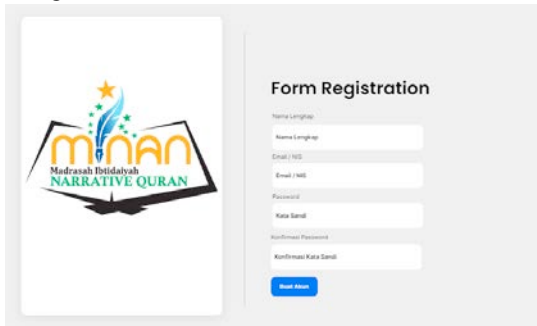 MINAN
Madrasah Ibtidaiyah
NARRATIVE QURAN
Form Registration
Nama Lengkap
Nama Lengkap
Email / NIS
Email / NIS
Password
Kata Sandi
Konfirmasi Password
Konfirmasi Kata Sandi
Buat Akun